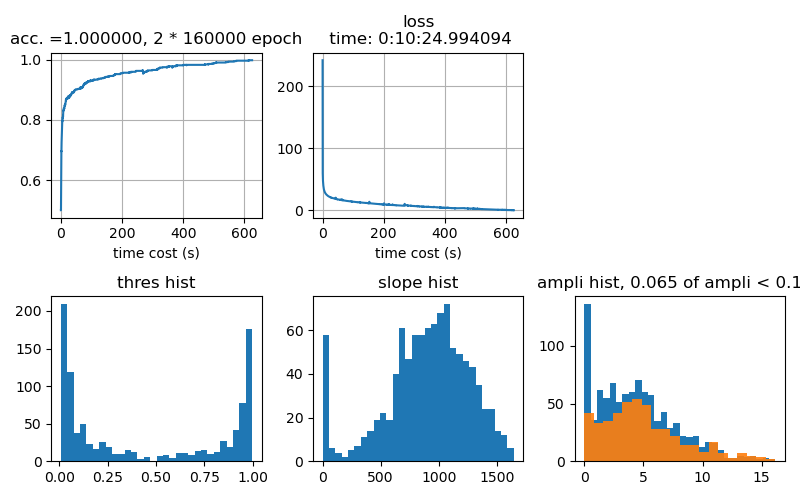 acc. =1.000000, 2 * 160000 epoch
loss
time: 0:10:24.994094
1.0
0.8
0.6
0 200 400 600
time cost (s)
200
100
0
0 200 400 600
time cost (s)
thres hist
200
150
100
50
0
0.00 0.25 0.50 0.75 1.00
slope hist
60
40
20
0
0 500 1000 1500
ampli hist, 0.065 of ampli < 0.1
100
50
0
0 5 10 15